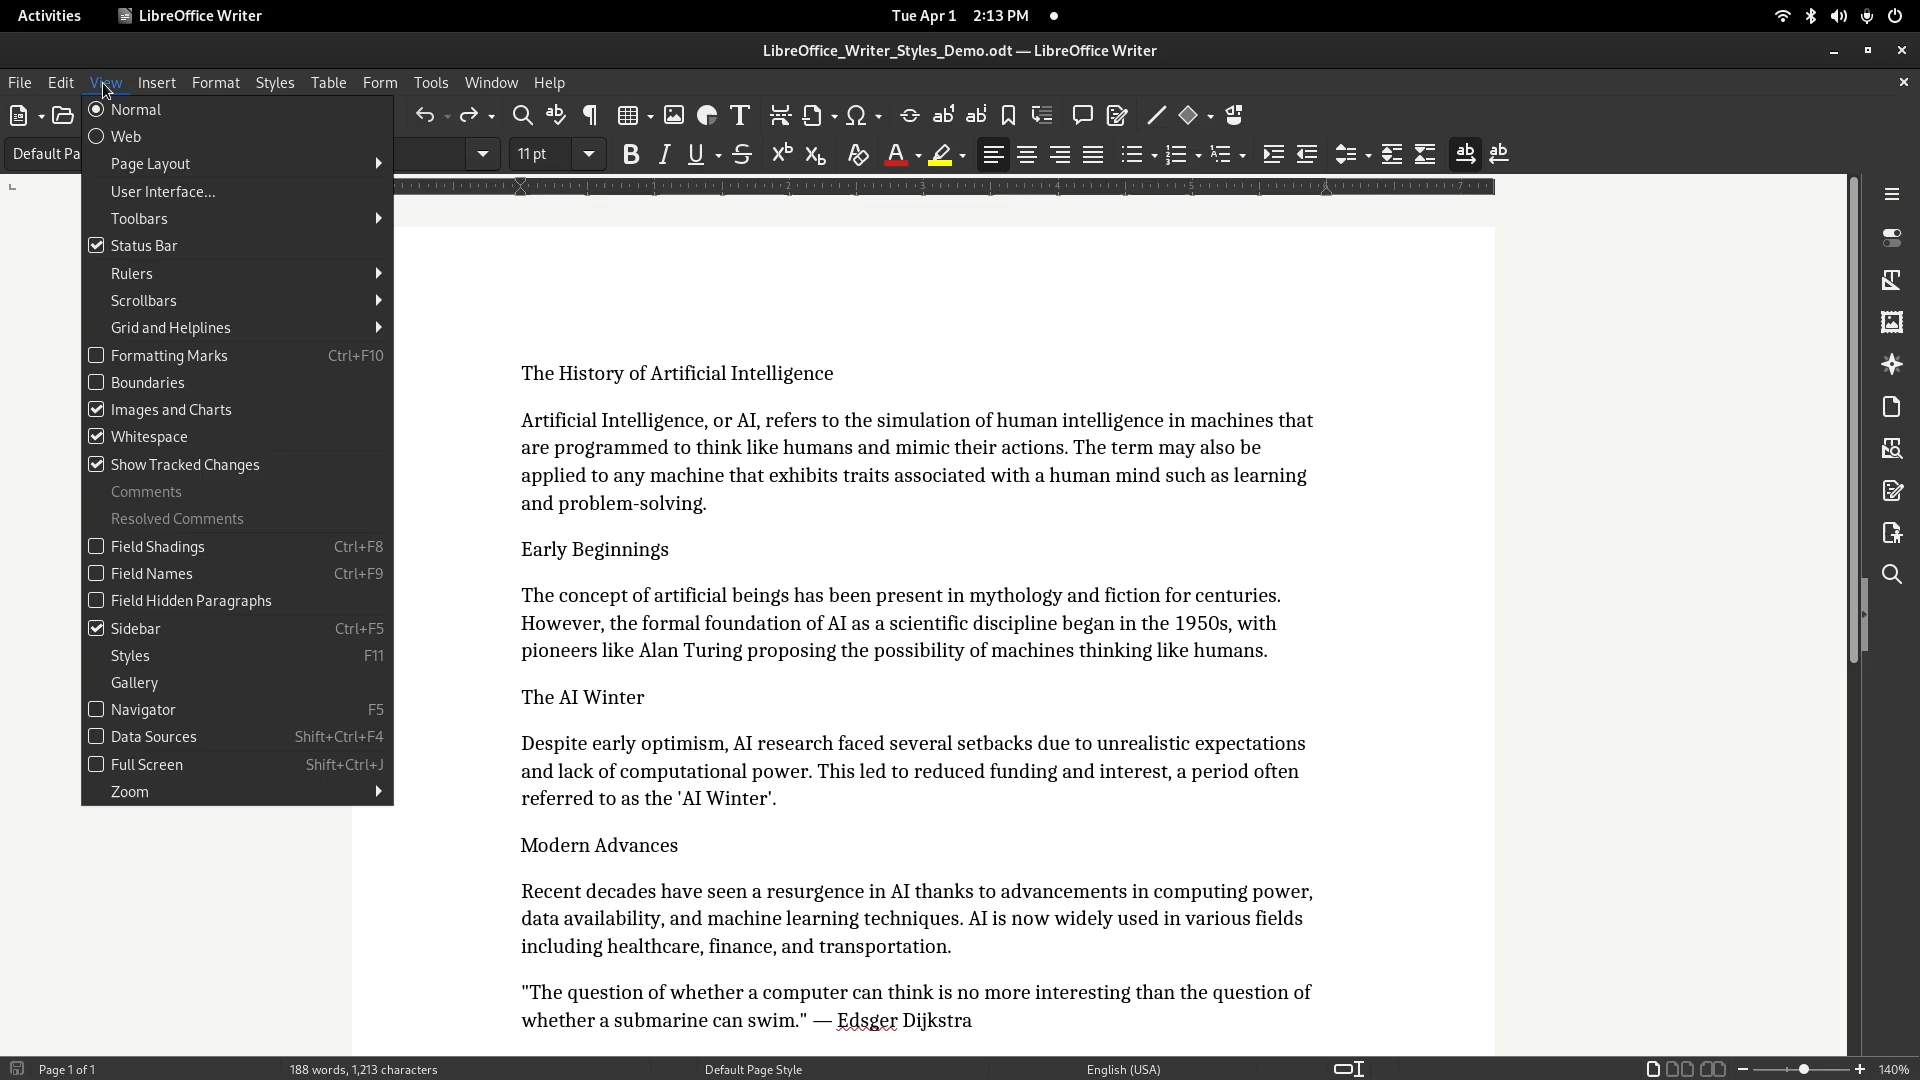 Activities LibreOffice Writer Tue Apr 1 2:13 PM
LibreOffice_Writer_Styles_Demo.odt — LibreOffice Writer
File Edit View Insert Format Styles Table Form Tools Window Help
Default Pa 11 pt
Normal
Web
Page Layout
User Interface...
Toolbars
Status Bar
Rulers
Scrollbars
Grid and Helplines
Formatting Marks Ctrl+F10
Boundaries
Images and Charts
Whitespace
Show Tracked Changes
Comments
Resolved Comments
Field Shadings Ctrl+F8
Field Names Ctrl+F9
Field Hidden Paragraphs
Sidebar Ctrl+F5
Styles F11
Gallery
Navigator F5
Data Sources Shift+Ctrl+F4
Full Screen Shift+Ctrl+J
Zoom
The History of Artificial Intelligence
Artificial Intelligence, or AI, refers to the simulation of human intelligence in machines that
are programmed to think like humans and mimic their actions. The term may also be
applied to any machine that exhibits traits associated with a human mind such as learning
and problem-solving.
Early Beginnings
The concept of artificial beings has been present in mythology and fiction for centuries.
However, the formal foundation of AI as a scientific discipline began in the 1950s, with
pioneers like Alan Turing proposing the possibility of machines thinking like humans.
The AI Winter
Despite early optimism, AI research faced several setbacks due to unrealistic expectations
and lack of computational power. This led to reduced funding and interest, a period often
referred to as the 'AI Winter'.
Modern Advances
Recent decades have seen a resurgence in AI thanks to advancements in computing power,
data availability, and machine learning techniques. AI is now widely used in various fields
including healthcare, finance, and transportation.
"The question of whether a computer can think is no more interesting than the question of
whether a submarine can swim." — Edsger Dijkstra
Page 1 of 1 188 words, 1,213 characters Default Page Style English (USA) 140%